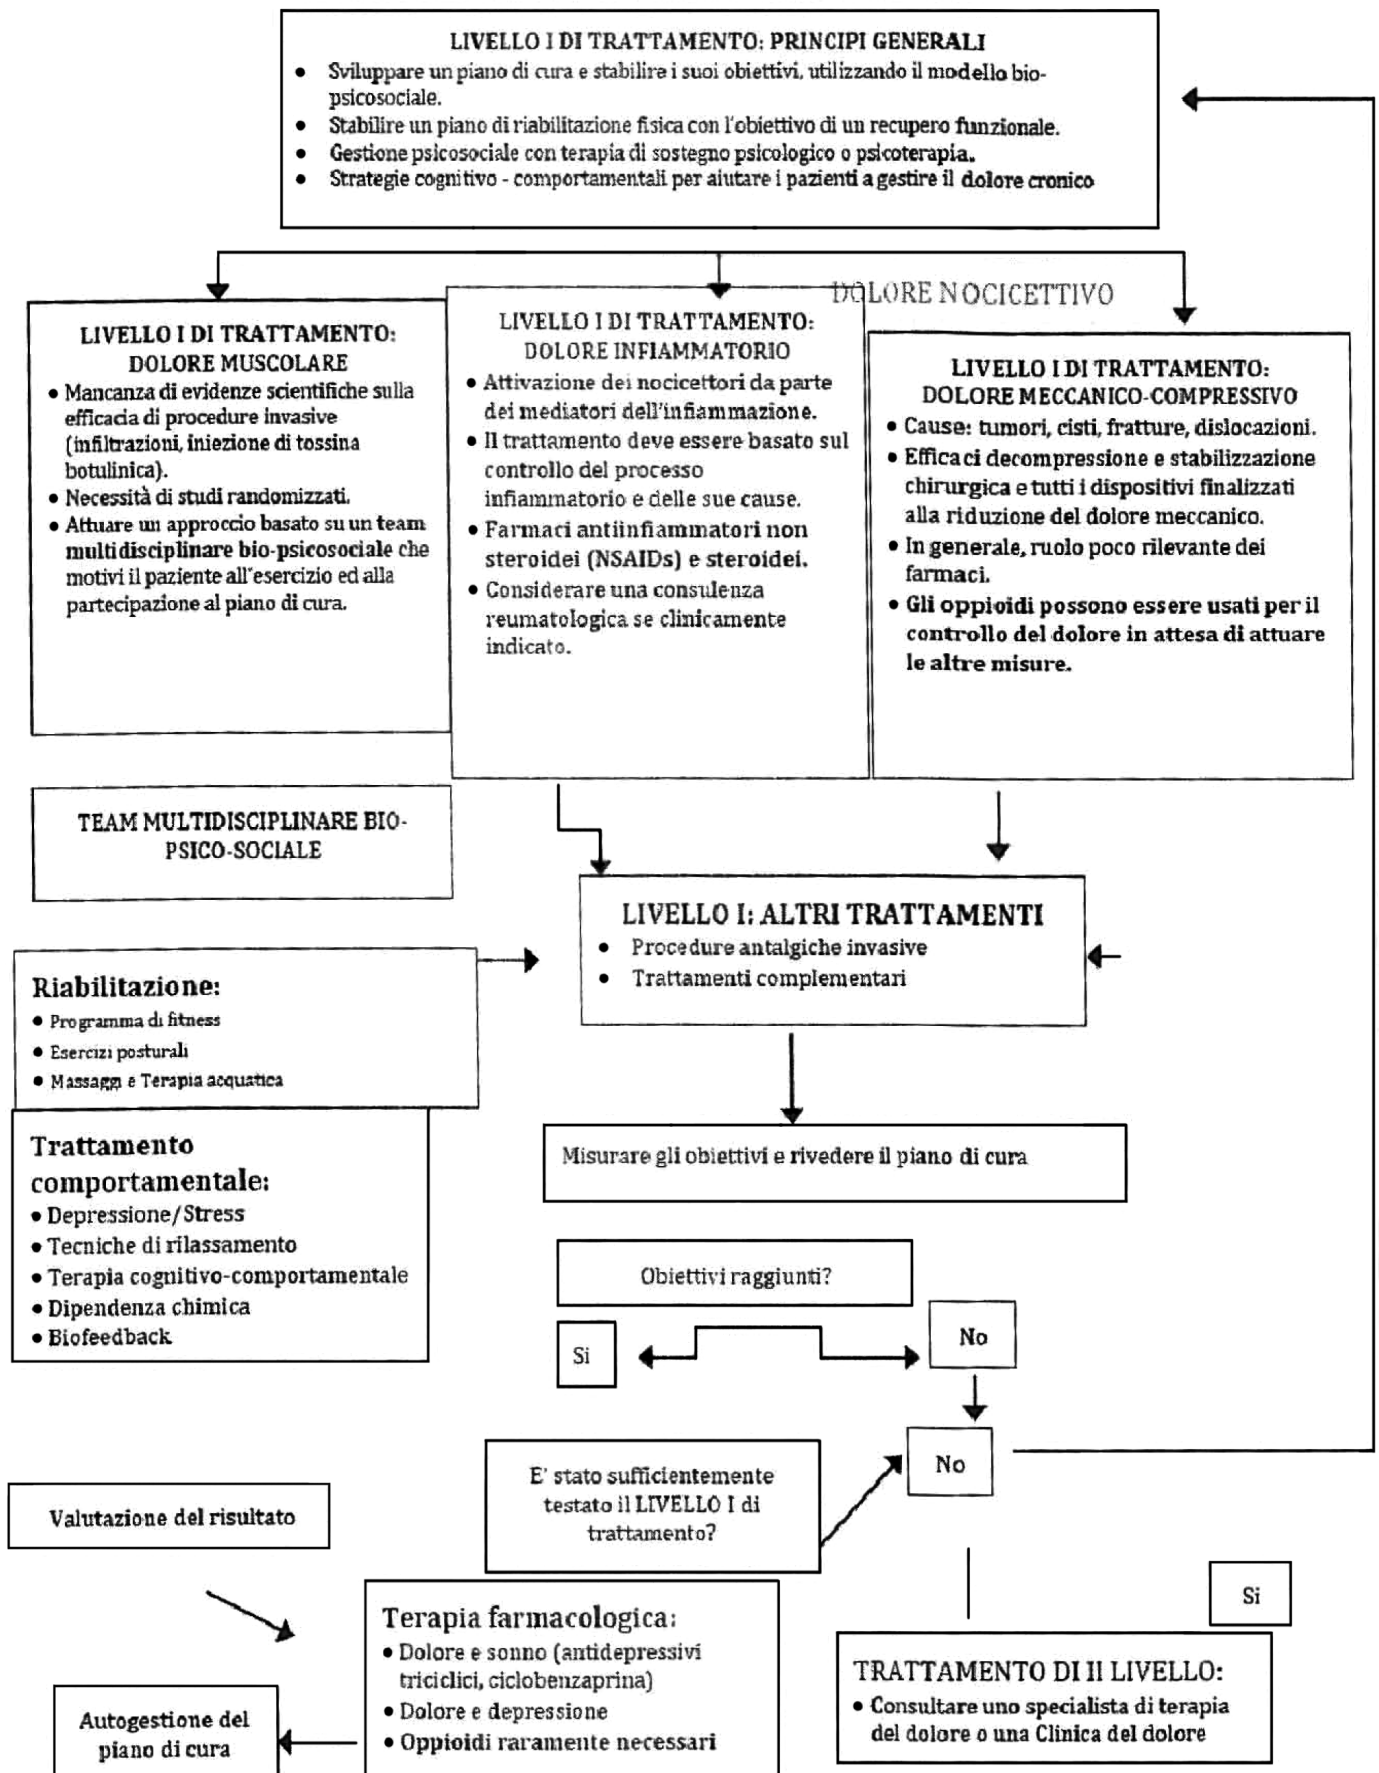 LIVELLO I DI TRATTAMENTO: PRINCIPI GENERALI
• Sviluppare un piano di cura e stabilire i suoi obiettivi, utilizzando il modello bio-
psicosociale.
• Stabilire un piano di riabilitazione fisica con l'obiettivo di un recupero funzionale.
• Gestione psicosociale con terapia di sostegno psicologico o psicoterapia.
• Strategie cognitivo - comportamentali per aiutare i pazienti a gestire il dolore cronico
DOLORE NOCICETTIVO
LIVELLO I DI TRATTAMENTO:
DOLORE MUSCOLARE
• Mancanza di evidenze scientifiche sulla
efficacia di procedure invasive
(infiltrazioni, iniezione di tossina
botulinica).
• Necessità di studi randomizzati.
• Attuare un approccio basato su un team
multidisciplinare bio-psicosociale che
motivi il paziente all'esercizio ed alla
partecipazione al piano di cura.
LIVELLO I DI TRATTAMENTO:
DOLORE INFIAMMATORIO
• Attivazione dei nocicettori da parte
dei mediatori dell'infiammazione.
• Il trattamento deve essere basato sul
controllo del processo
infiammatorio e delle sue cause.
• Farmaci antiinfiammatori non
steroidei (NSAIDs) e steroidei.
• Considerare una consulenza
reumatologica se clinicamente
indicato.
LIVELLO I DI TRATTAMENTO:
DOLORE MECCANICO-COMPRESSIVO
• Cause: tumori, cisti, fratture, dislocazioni.
• Efficaci decompressione e stabilizzazione
chirurgica e tutti i dispositivi finalizzati
alla riduzione del dolore meccanico.
• In generale, ruolo poco rilevante dei
farmaci.
• Gli oppioidi possono essere usati per il
controllo del dolore in attesa di attuare
le altre misure.
TEAM MULTIDISCIPLINARE BIO-
PSICO-SOCIALE
LIVELLO I: ALTRI TRATTAMENTI
• Procedure antalgiche invasive
• Trattamenti complementari
Riabilitazione:
• Programma di fitness
• Esercizi posturali
• Massaggi e Terapia acquatica
Trattamento
comportamentale:
• Depressione/Stress
• Tecniche di rilassamento
• Terapia cognitivo-comportamentale
• Dipendenza chimica
• Biofeedback
Misurare gli obiettivi e rivedere il piano di cura
Obiettivi raggiunti?
Si
No
No
E' stato sufficientemente
testato il LIVELLO I di
trattamento?
Valutazione del risultato
Si
Terapia farmacologica:
• Dolore e sonno (antidepressivi
triciclici, ciclobenzaprina)
• Dolore e depressione
• Oppioidi raramente necessari
TRATTAMENTO DI II LIVELLO:
• Consultare uno specialista di terapia
del dolore o una Clinica del dolore
Autogestione del
piano di cura